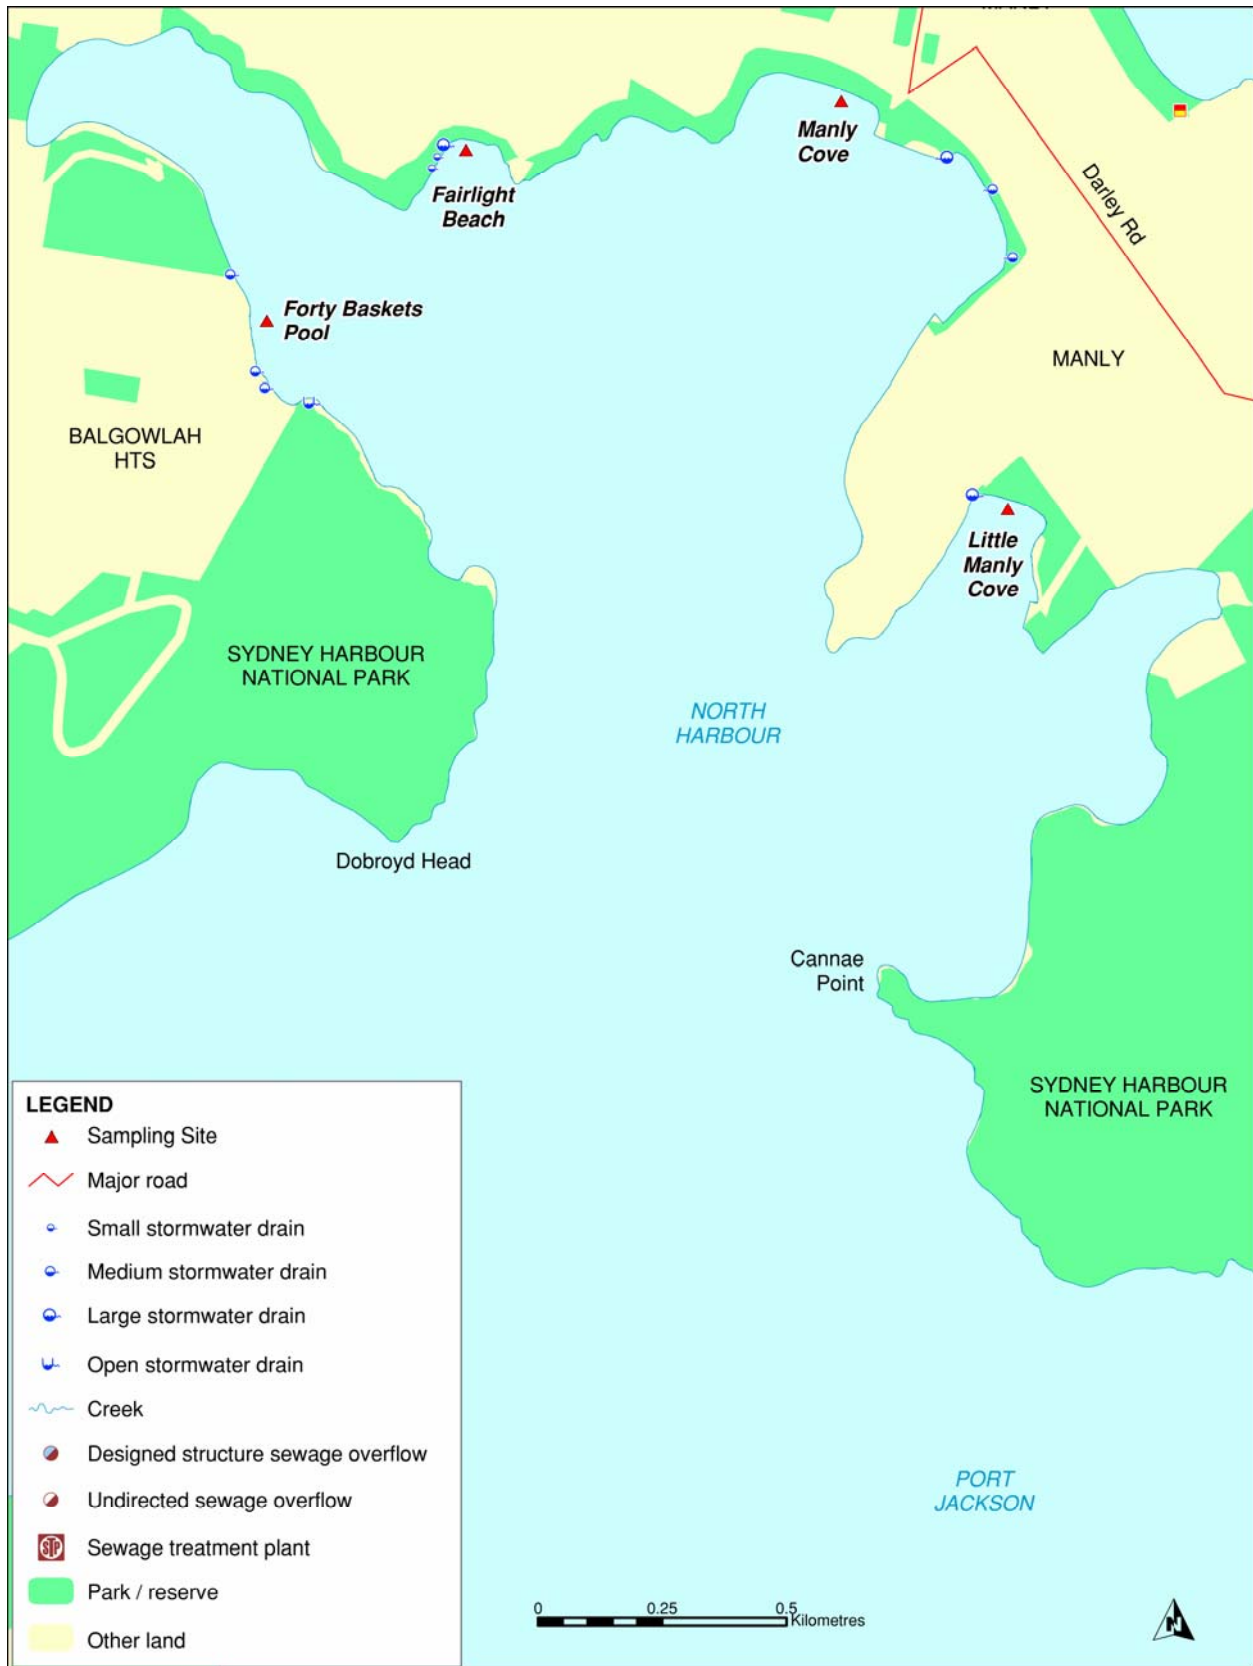 Manly
Cove
Fairlight
Beach
Darley Rd
Forty Baskets
Pool
MANLY
BALGOWLAH
HTS
Little
Manly
Cove
SYDNEY HARBOUR
NATIONAL PARK
NORTH
HARBOUR
Dobroyd Head
Cannae
Point
SYDNEY HARBOUR
NATIONAL PARK
LEGEND
Sampling Site
Major road
Small stormwater drain
Medium stormwater drain
Large stormwater drain
Open stormwater drain
Creek
Designed structure sewage overflow
Undirected sewage overflow
STP Sewage treatment plant
Park / reserve
Other land
PORT
JACKSON
0 0.25 0.5
Kilometres
N